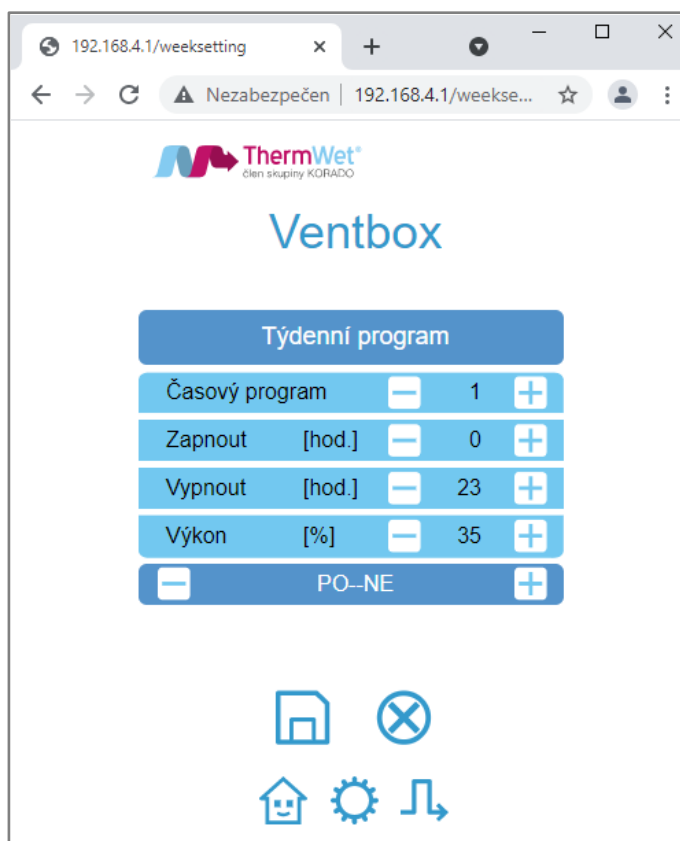 192.168.4.1/weeksetting
Nezabezpečen | 192.168.4.1/weekse...
ThermWet®
člen skupiny KORADO
Ventbox
Týdenní program
Časový program 1
Zapnout [hod.] 0
Vypnout [hod.] 23
Výkon [%] 35
PO--NE